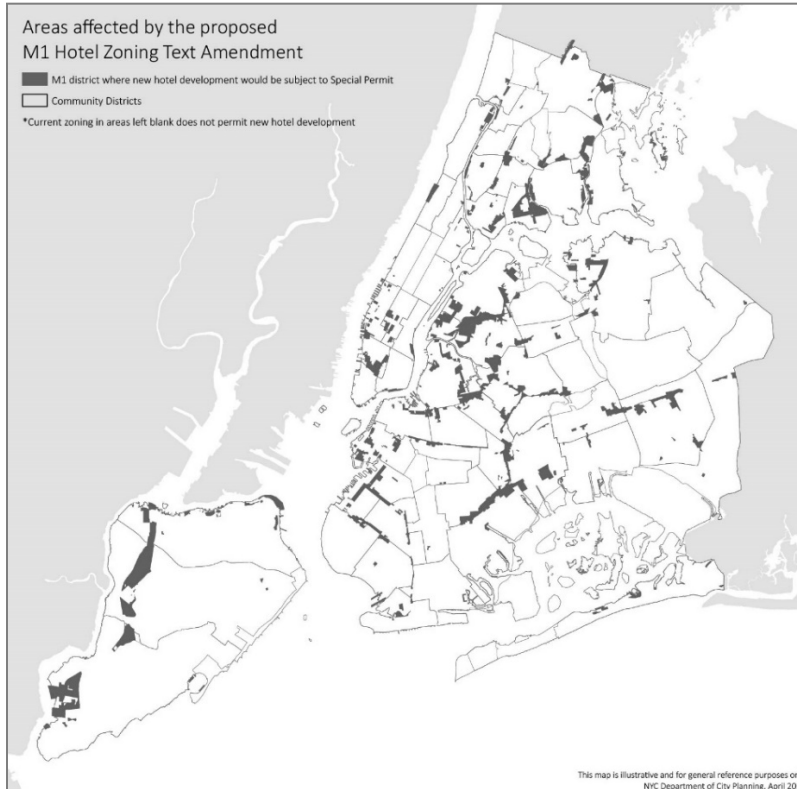 Areas affected by the proposed
M1 Hotel Zoning Text Amendment
M1 district where new hotel development would be subject to Special Permit
Community Districts
*Current zoning in areas left blank does not permit new hotel development
This map is illustrative and for general reference purposes
NYC Department of City Planning, April